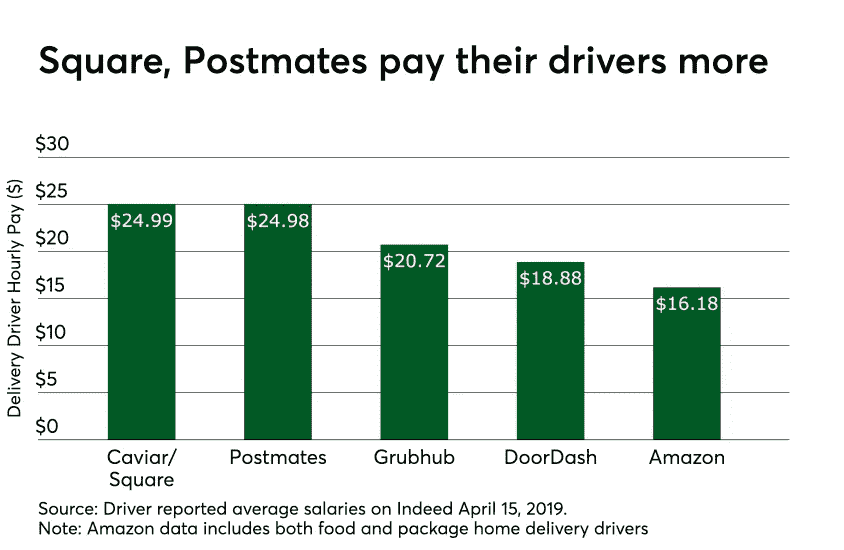 Square, Postmates pay their drivers more
Delivery Driver Hourly Pay ($)
$30
$25
$20
$15
$10
$5
$0
$24.99
$24.98
$20.72
$18.88
$16.18
Caviar/
Square
Postmates
Grubhub
DoorDash
Amazon
Source: Driver reported average salaries on Indeed April 15, 2019.
Note: Amazon data includes both food and package home delivery drivers